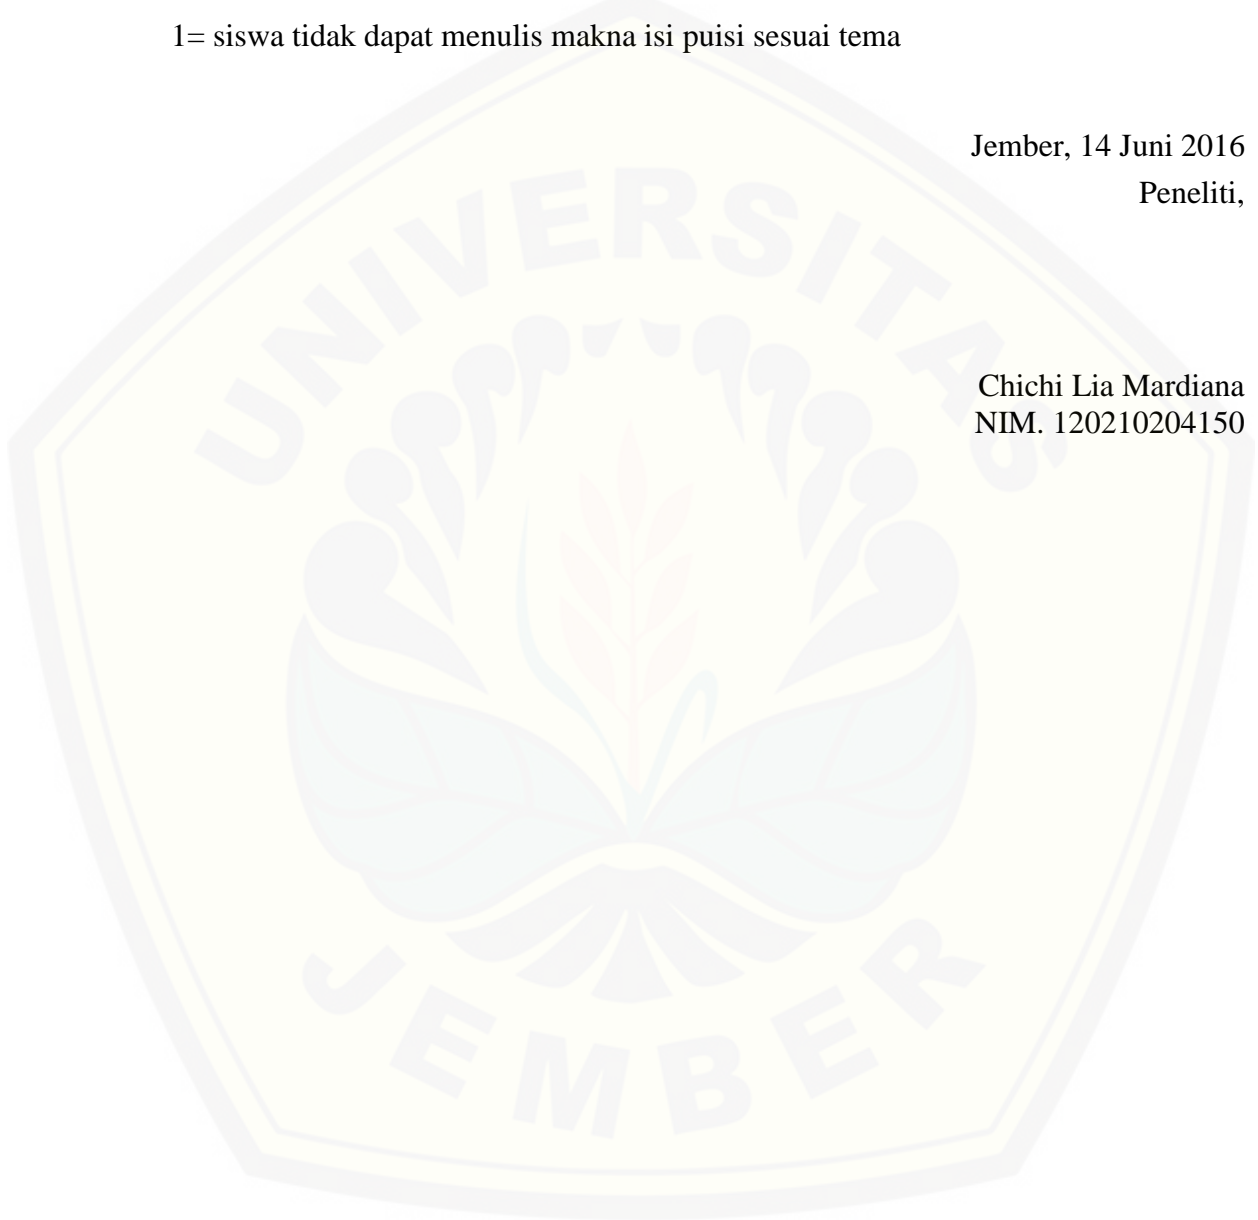 1= siswa tidak dapat menulis makna isi puisi sesuai tema
Jember, 14 Juni 2016
Peneliti,
Chichi Lia Mardiana
NIM. 120210204150
UNIVERSITAS
JEMBER